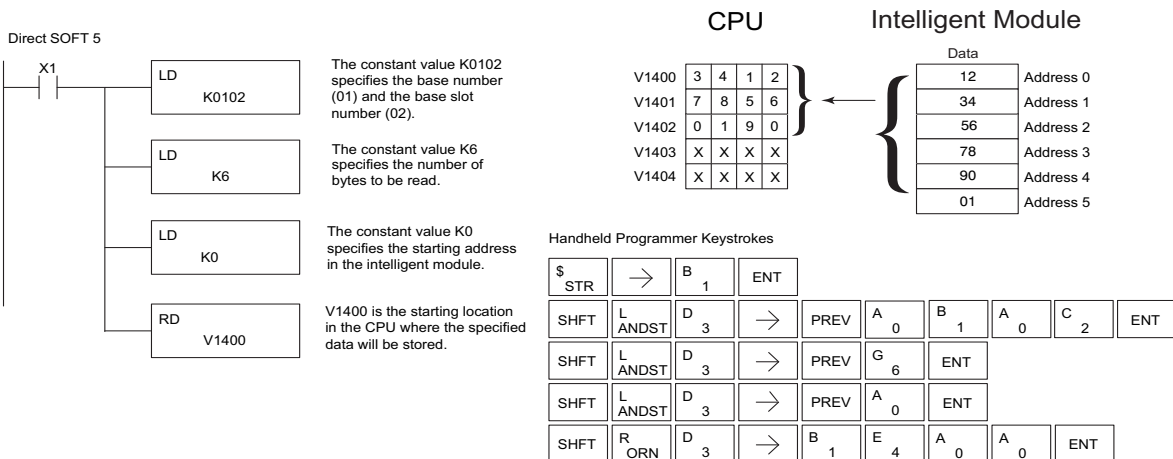 Direct SOFT 5
X1
LD
K0102
The constant value K0102
specifies the base number
(01) and the base slot
number (02).
LD
K6
The constant value K6
specifies the number of
bytes to be read.
LD
K0
The constant value K0
specifies the starting address
in the intelligent module.
RD
V1400
V1400 is the starting location
in the CPU where the specified
data will be stored.
CPU
Intelligent Module
Data
V1400 3 4 1 2
V1401 7 8 5 6
V1402 0 1 9 0
V1403 X X X X
V1404 X X X X
12 Address 0
34 Address 1
56 Address 2
78 Address 3
90 Address 4
01 Address 5
Handheld Programmer Keystrokes
$ STR → B 1 ENT
SHFT L ANDST D 3 → PREV A 0 B 1 A 0 C 2 ENT
SHFT L ANDST D 3 → PREV G 6 ENT
SHFT L ANDST D 3 → PREV A 0 ENT
SHFT R ORN D 3 → B 1 E 4 A 0 A 0 ENT